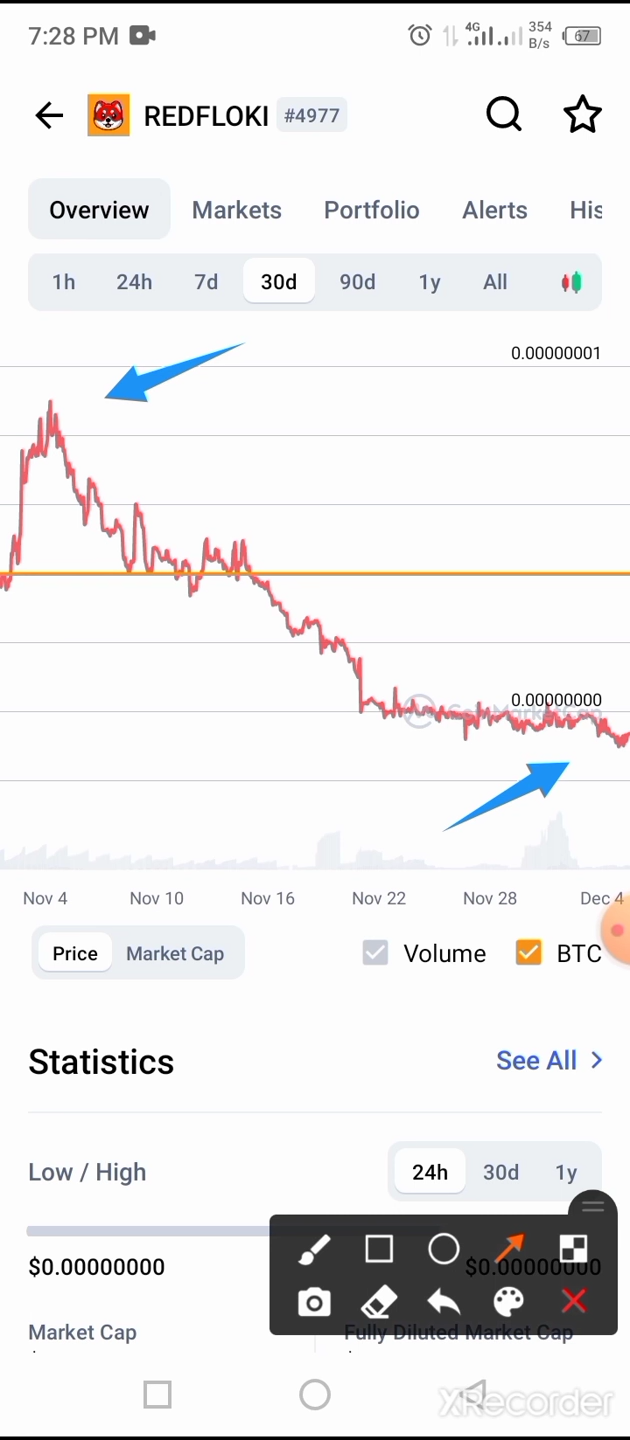 7:28 PM 4G 354 B/s 67
REDFLOKI #4977
Overview Markets Portfolio Alerts His
1h 24h 7d 30d 90d 1y All
0.00000001
0.00000000
CoinMarketCap
Nov 4 Nov 10 Nov 16 Nov 22 Nov 28 Dec 4
Price Market Cap Volume BTC
Statistics See All
Low / High 24h 30d 1y
$0.00000000 $0.00000000
Market Cap Fully Diluted Market Cap
XRecorder